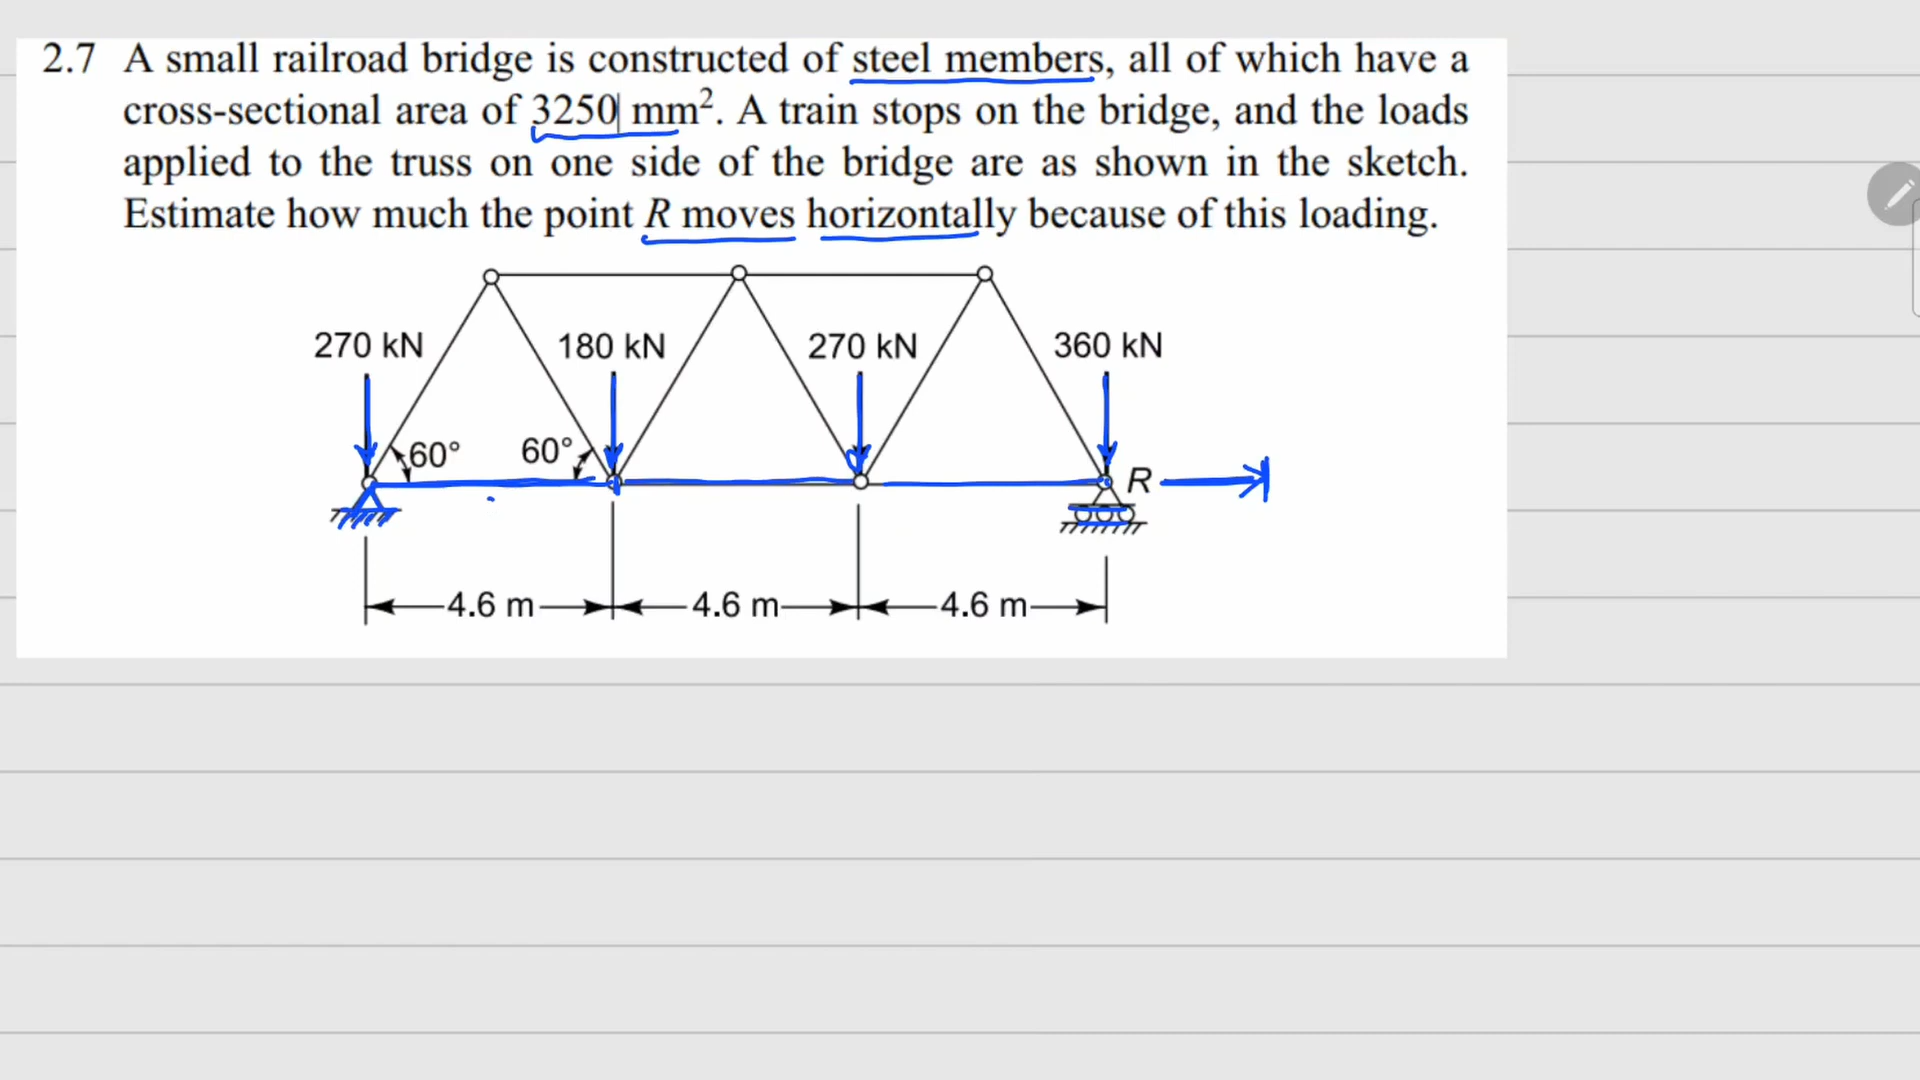 2.7 A small railroad bridge is constructed of steel members, all of which have a
cross-sectional area of 3250 mm². A train stops on the bridge, and the loads
applied to the truss on one side of the bridge are as shown in the sketch.
Estimate how much the point R moves horizontally because of this loading.
270 kN 180 kN 270 kN 360 kN
60° 60° R
4.6 m 4.6 m 4.6 m